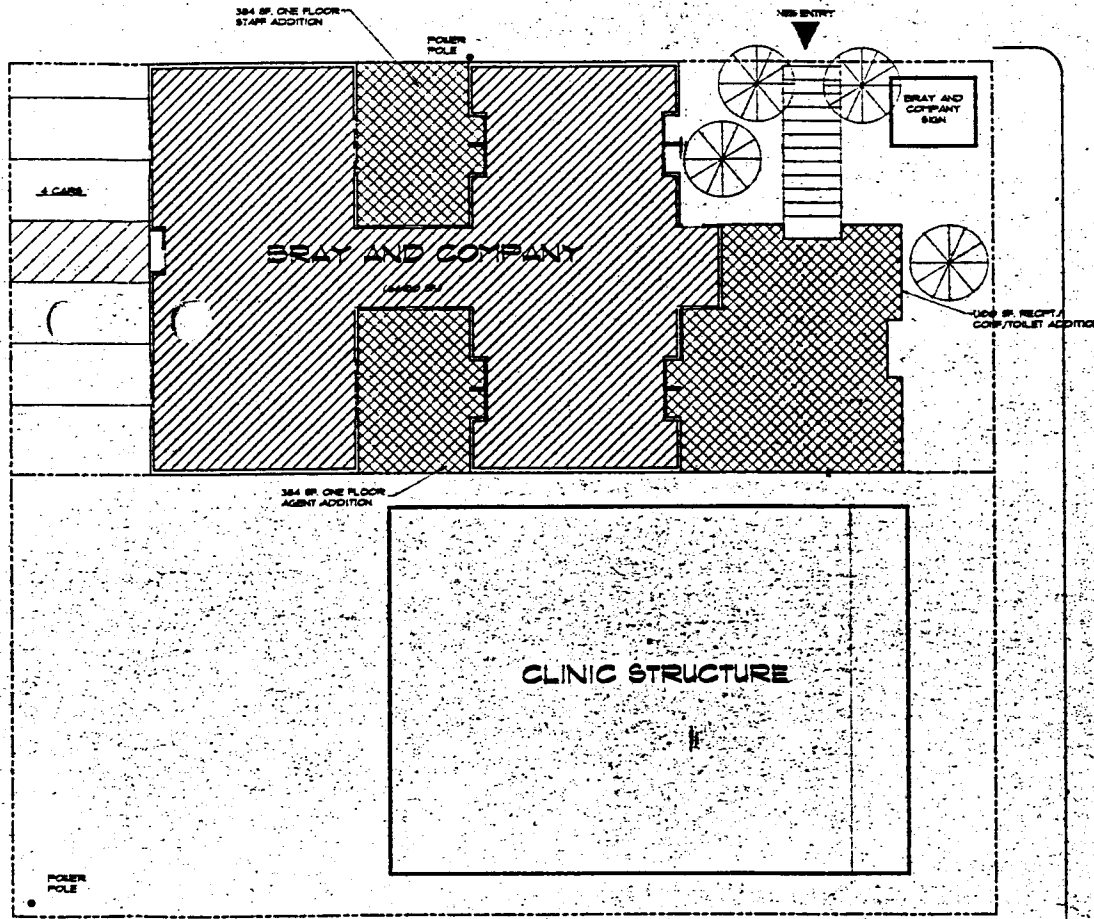 384 SF. ONE FLOOR
STAFF ADDITION
POWER
POLE
NEW ENTRY
BRAY AND
COMPANY
SIGN
4 CARS
BRAY AND COMPANY
SF. RECPT./
CONF/TOILET ADDITION
384 SF. ONE FLOOR
AGENT ADDITION
CLINIC STRUCTURE
POWER
POLE